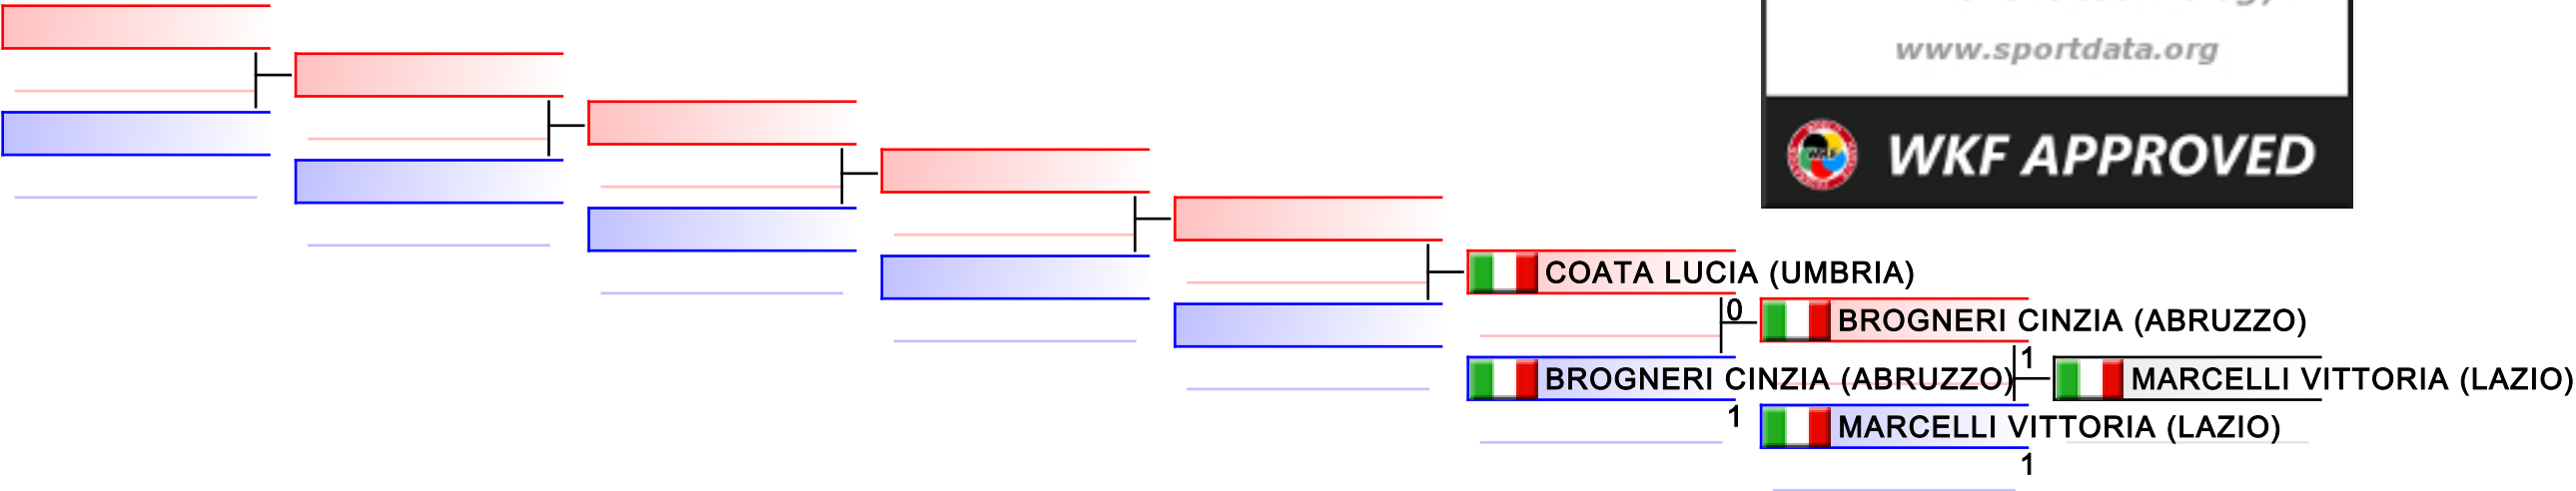 www.sportdata.org
WKF APPROVED
COATA LUCIA (UMBRIA)
0
BROGNERI CINZIA (ABRUZZO)
1
BROGNERI CINZIA (ABRUZZO)
MARCELLI VITTORIA (LAZIO)
1
MARCELLI VITTORIA (LAZIO)
1